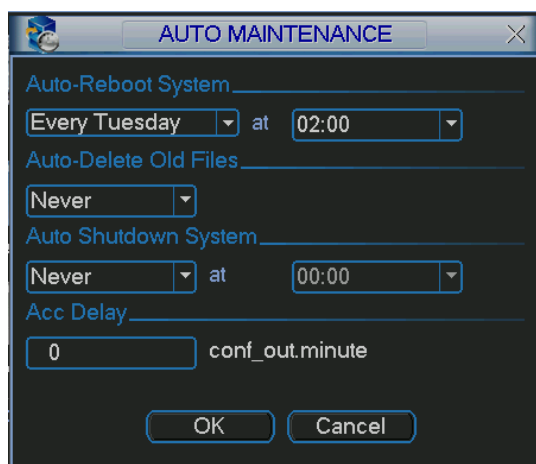 AUTO MAINTENANCE
Auto-Reboot System
Every Tuesday at 02:00
Auto-Delete Old Files
Never
Auto Shutdown System
Never at 00:00
Acc Delay
0 conf_out.minute
OK Cancel